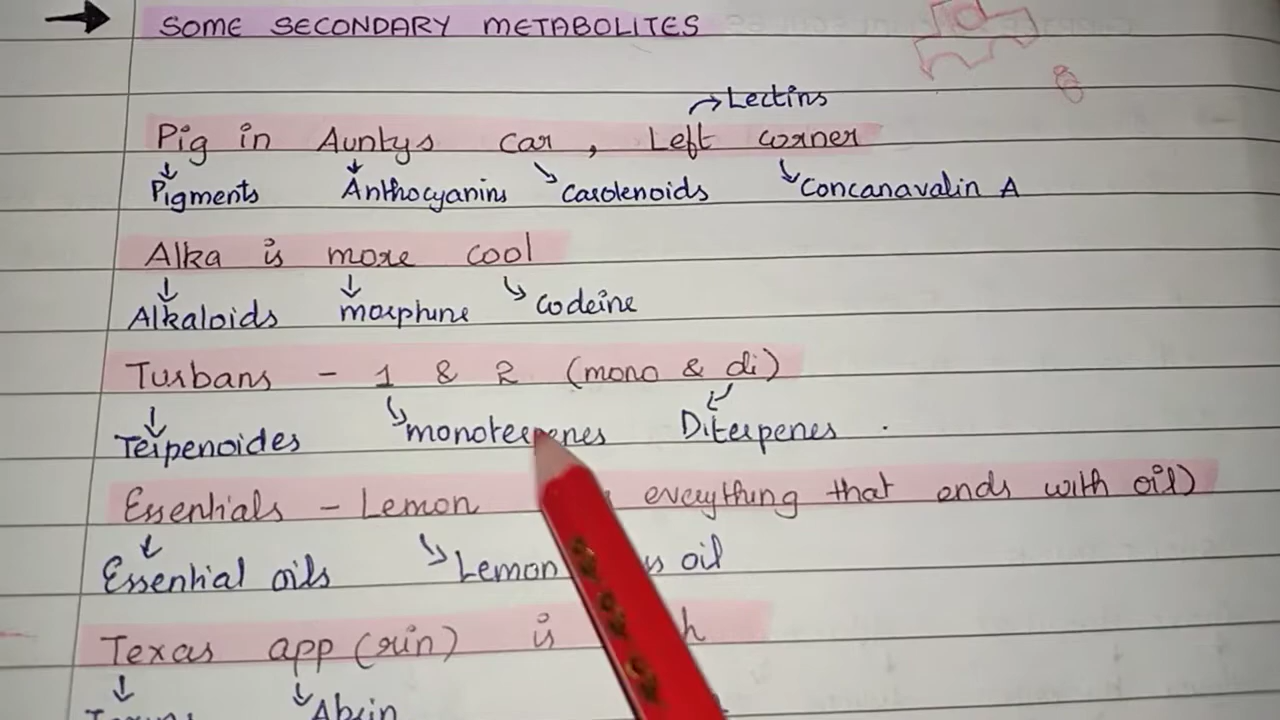 SOME SECONDARY METABOLITES
Lectins
Pig in Auntys car , Left corner
Pigments Anthocyanins Carotenoids Concanavalin A
Alka is more cool
Alkaloids morphine Codeine
Turbans - 1 & 2 (mono & di)
Terpenoides monoterpenes Diterpenes .
Essentials - Lemon everything that ends with oil)
Essential oils Lemon oil
Texas app (rin) is
Abrin